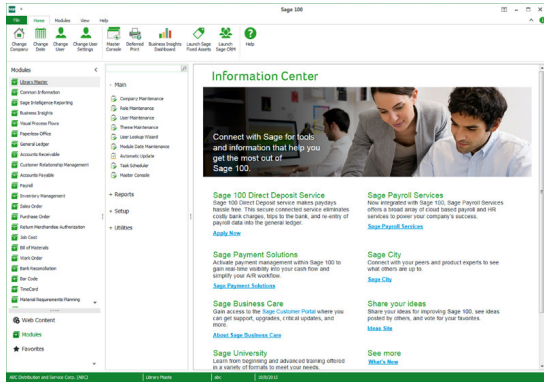 Sage 100
File
Home
Modules
View
Help
Change Company
Change Date
Change User
Change User Settings
Master Console
Deferred Print
Business Insights Dashboard
Launch Sage Fixed Assets
Launch Sage CRM
Help
Modules
Library Master
Common Information
Sage Intelligence Reporting
Business Insights
Visual Process Flows
Paperless Office
General Ledger
Accounts Receivable
Customer Relationship Management
Accounts Payable
Payroll
Inventory Management
Sales Order
Purchase Order
Return Merchandise Authorization
Job Cost
Bill of Materials
Work Order
Bank Reconciliation
Bar Code
TimeCard
Material Requirements Planning
Web Content
Modules
Favorites
- Main
Company Maintenance
Role Maintenance
User Maintenance
Theme Maintenance
User Lookup Wizard
Module Date Maintenance
Automatic Update
Task Scheduler
Master Console
+ Reports
+ Setup
+ Utilities
Information Center
Connect with Sage for tools
and information that help you
get the most out of
Sage 100.
Sage 100 Direct Deposit Service
Sage 100 Direct Deposit Service makes paydays
hassle free. This secure connected service eliminates
costly bank charges, trips to the bank, and re-entry of
payroll data into the general ledger.
Apply Now
Sage Payroll Services
Now integrated with Sage 100, Sage Payroll Services
offers a broad array of cloud based payroll and HR
services to power your company's success.
Sage Payroll Services
Sage Payment Solutions
Activate payment management within Sage 100 to
gain real-time visibility into your cash flow and
simplify your A/R workflow.
Sage Payment Solutions
Sage City
Connect with your peers and product experts to see
what others are up to.
Sage City
Sage Business Care
Gain access to the Sage Customer Portal where you
can get support, upgrades, critical updates, and
more.
About Sage Business Care
Share your ideas
Share your ideas for improving Sage 100, see ideas
posted by others, and vote for your favorites.
Ideas Site
Sage University
Learn from beginning and advanced training offered
in a variety of formats to meet your needs.
See more
What's New
ABC Distribution and Service Corp. (ABC)
Library Master
abc